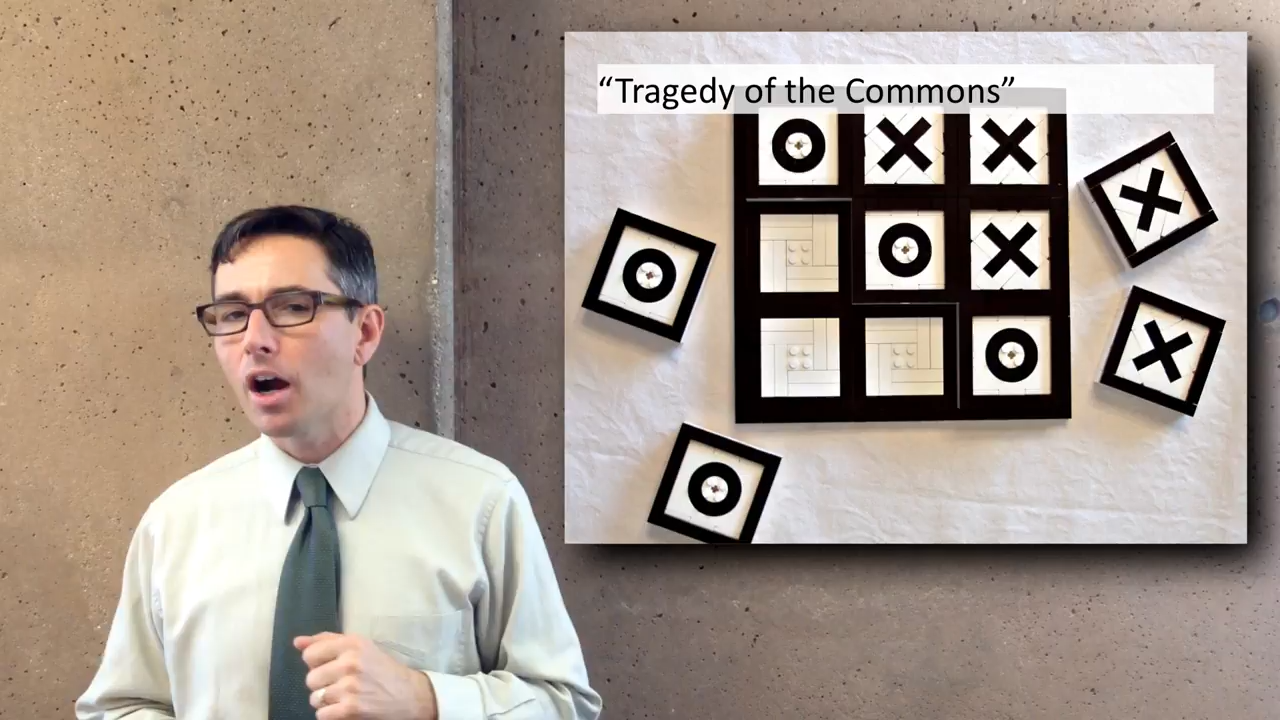 “Tragedy of the Commons”
O X X
O X
O